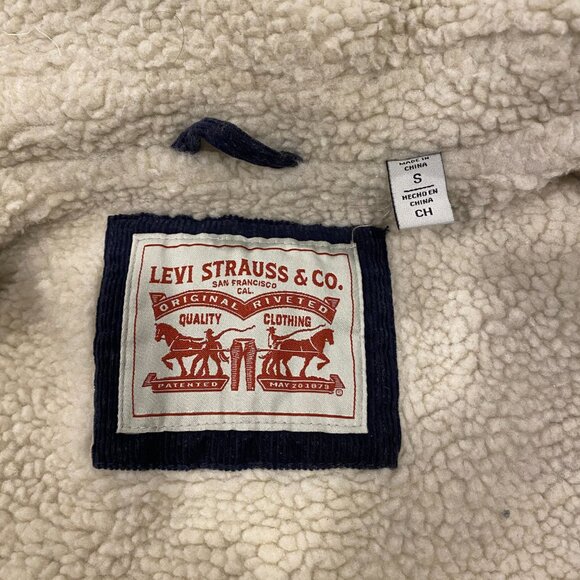 MADE IN
CHINA
S
HECHO EN
CHINA
CH
LEVI STRAUSS & CO.
SAN FRANCISCO
CAL.
ORIGINAL RIVETED
QUALITY CLOTHING
PATENTED MAY 20 1873
®